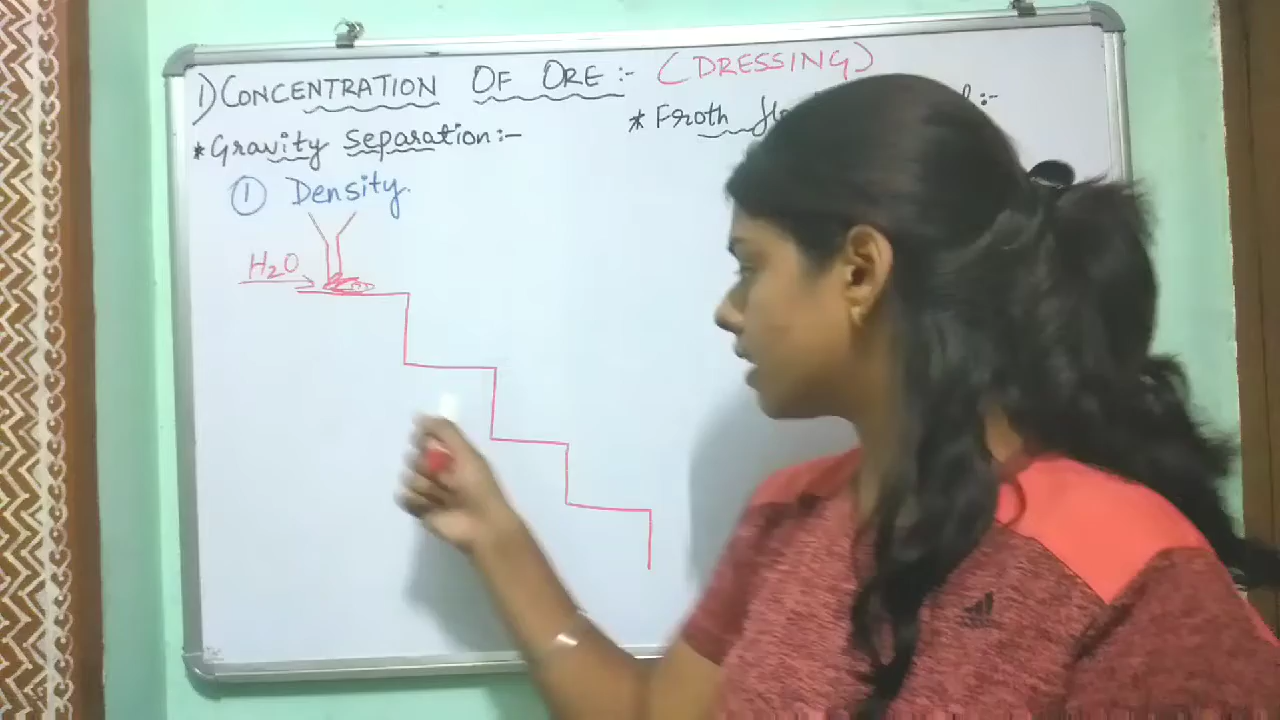 1) CONCENTRATION OF ORE :- (DRESSING)
* Gravity Separation :-
* Froth
① Density.
H₂O